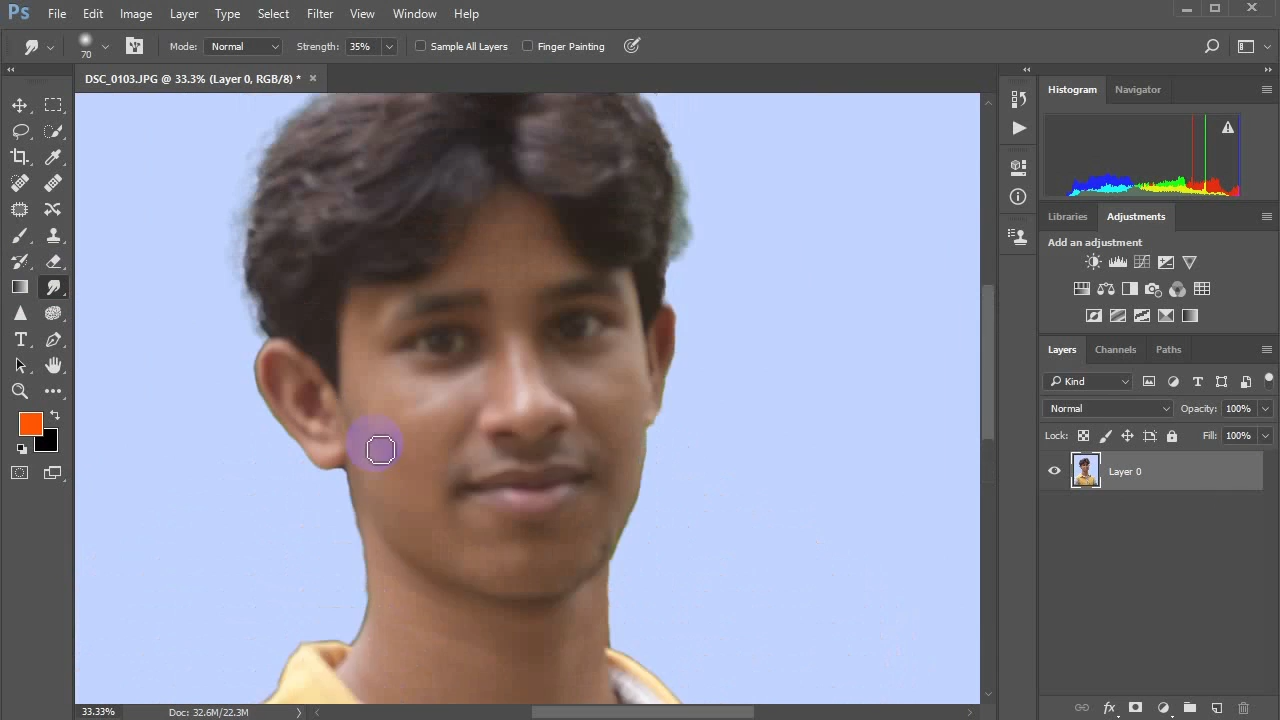 Ps File Edit Image Layer Type Select Filter View Window Help
70 Mode: Normal Strength: 35% Sample All Layers Finger Painting
DSC_0103.JPG @ 33.3% (Layer 0, RGB/8) * ×
Histogram Navigator
Libraries Adjustments
Add an adjustment
Layers Channels Paths
Kind
Normal Opacity: 100%
Lock: Fill: 100%
Layer 0
33.33% Doc: 32.6M/22.3M